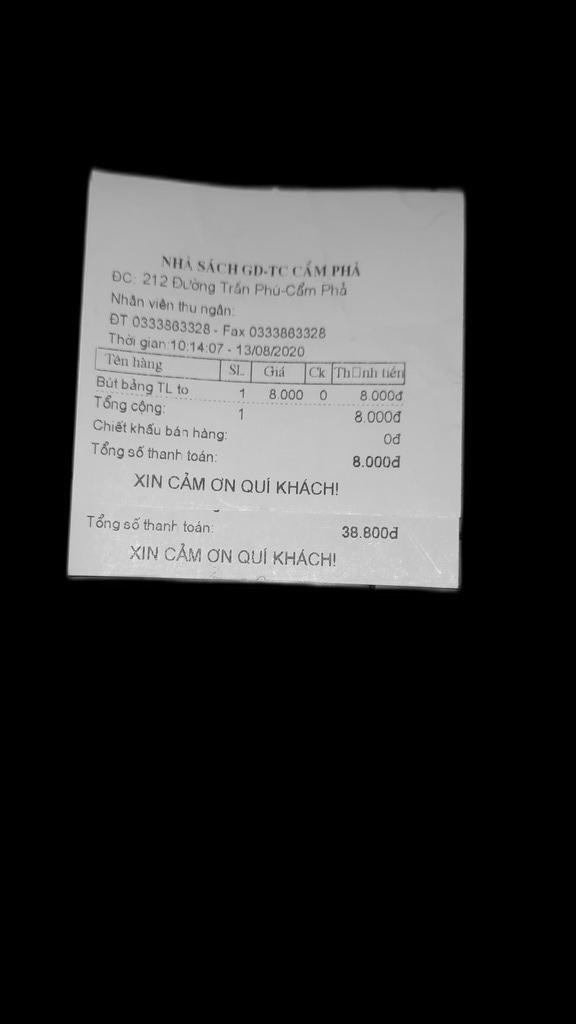 NHÀ SÁCH GD-TC CẨM PHẢ
ĐC: 212 Đường Trần Phú-Cẩm Phả
Nhân viên thu ngân:
ĐT 0333863328 - Fax 0333863328
Thời gian:10:14:07 - 13/08/2020
Tên hàng SL Giá Ck Th□nh tiền
Bút bảng TL to 1 8.000 0 8.000đ
Tổng cộng: 1 8.000đ
Chiết khấu bán hàng: 0đ
Tổng số thanh toán: 8.000đ
XIN CẢM ƠN QUÍ KHÁCH!
Tổng số thanh toán: 38.800đ
XIN CẢM ƠN QUÍ KHÁCH!